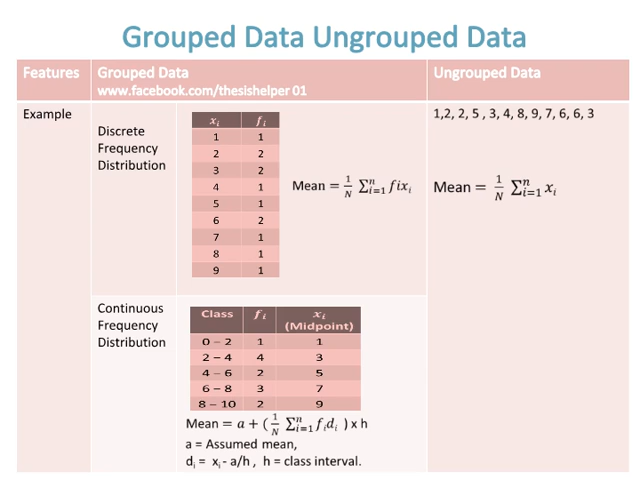 Grouped Data Ungrouped Data
Features Grouped Data Ungrouped Data
www.facebook.com/thesishelper 01
Example
Discrete
Frequency
Distribution
xᵢ fᵢ
1 1
2 2
3 2
4 1
5 1
6 2
7 1
8 1
9 1
Mean = 1/N ∑ⁿᵢ₌₁ fixᵢ
1,2, 2, 5 , 3, 4, 8, 9, 7, 6, 6, 3
Mean = 1/N ∑ⁿᵢ₌₁ xᵢ
Continuous
Frequency
Distribution
Class fᵢ xᵢ
(Midpoint)
0 – 2 1 1
2 – 4 4 3
4 – 6 2 5
6 – 8 3 7
8 – 10 2 9
Mean = a + (1/N ∑ⁿᵢ₌₁ fᵢdᵢ ) x h
a = Assumed mean,
dᵢ = xᵢ- a/h , h = class interval.